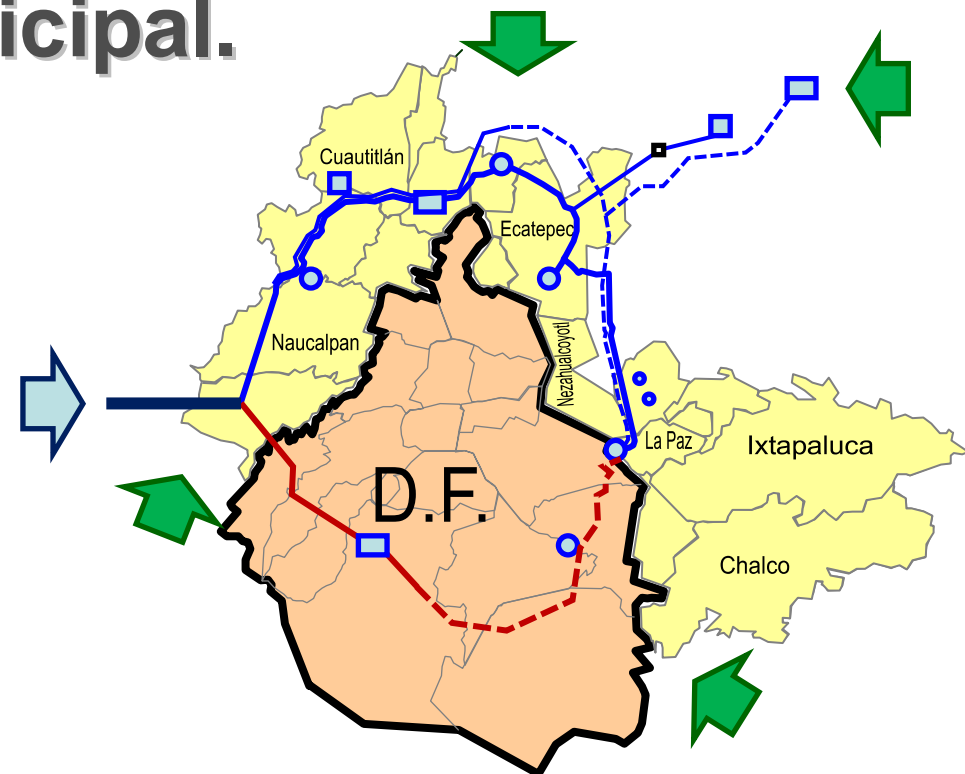 icipal.
Cuautitlán
Ecatepec
Naucalpan
Nezahualcoyotl
La Paz
Ixtapaluca
D.F.
Chalco